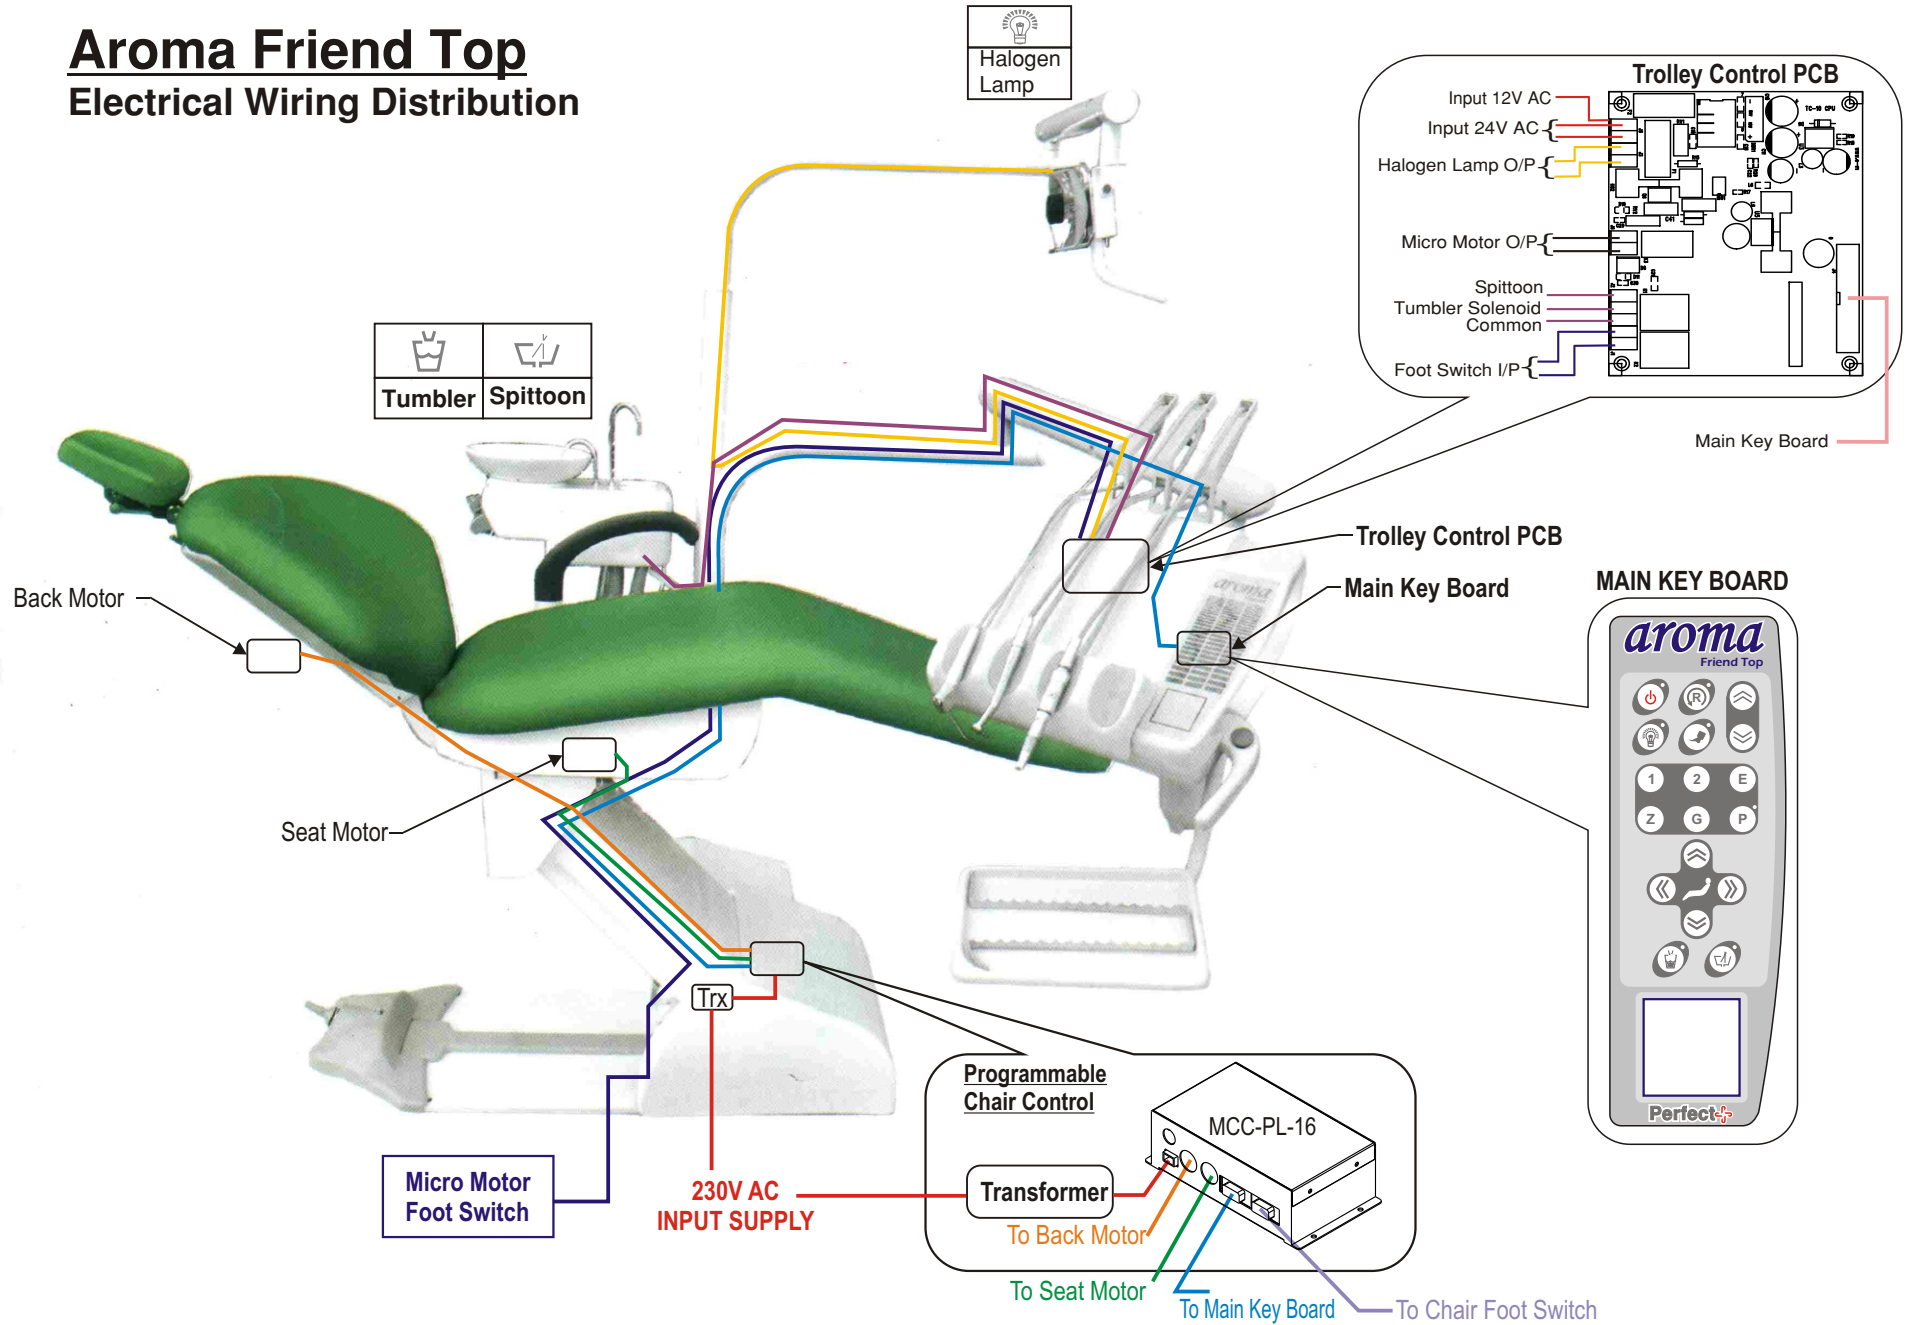 Aroma Friend Top
Electrical Wiring Distribution
Halogen
Lamp
Tumbler
Spittoon
Trolley Control PCB
Input 12V AC
Input 24V AC
Halogen Lamp O/P
Micro Motor O/P
Spittoon
Tumbler Solenoid
Common
Foot Switch I/P
TC-10 CPU
Main Key Board
Trolley Control PCB
Main Key Board
aroma
Back Motor
Seat Motor
MAIN KEY BOARD
aroma
Friend Top
R
1 2 E
Z G P
Perfect
Trx
Micro Motor
Foot Switch
230V AC
INPUT SUPPLY
Programmable
Chair Control
MCC-PL-16
Transformer
To Back Motor
To Seat Motor
To Main Key Board
To Chair Foot Switch